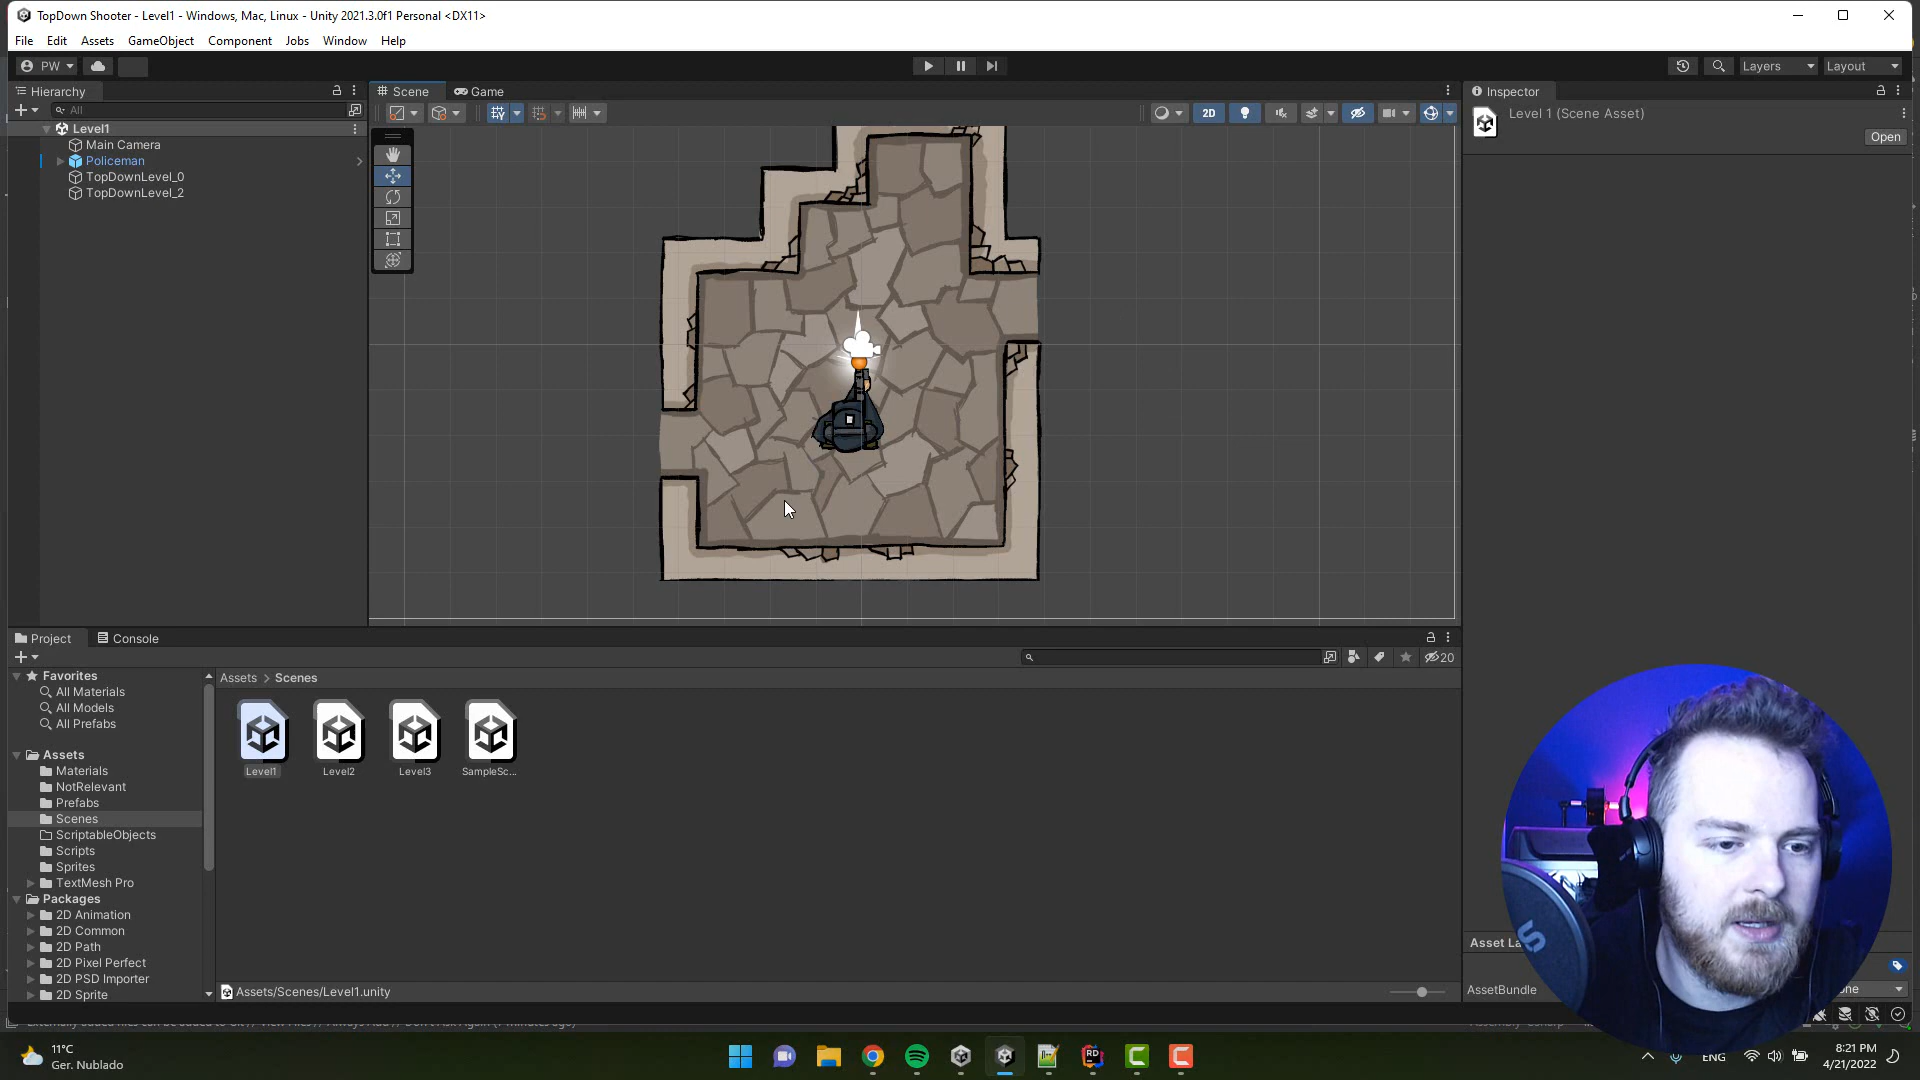 TopDown Shooter - Level1 - Windows, Mac, Linux - Unity 2021.3.0f1 Personal <DX11>
File Edit Assets GameObject Component Jobs Window Help
PW
Layers Layout
Hierarchy
Scene Game
Inspector
All
2D
Level 1 (Scene Asset)
Open
Level1
Main Camera
Policeman
TopDownLevel_0
TopDownLevel_2
Project Console
20
Favorites
All Materials
All Models
All Prefabs
Assets > Scenes
Level1 Level2 Level3 SampleSc...
Assets
Materials
NotRelevant
Prefabs
Scenes
ScriptableObjects
Scripts
Sprites
TextMesh Pro
Packages
2D Animation
2D Common
2D Path
2D Pixel Perfect
2D PSD Importer
2D Sprite
Assets/Scenes/Level1.unity
Asset La
AssetBundle
11°C
Ger. Nublado
ENG
8:21 PM
4/21/2022